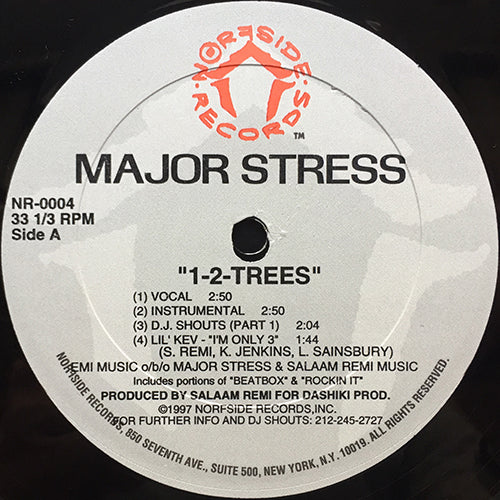 NORFSIDE
RECORDS
TM
MAJOR STRESS
NR-0004
33 1/3 RPM
Side A
"1-2-TREES"
(1) VOCAL 2:50
(2) INSTRUMENTAL 2:50
(3) D.J. SHOUTS (PART 1) 2:04
(4) LIL' KEV - "I'M ONLY 3" 1:44
(S. REMI, K. JENKINS, L. SAINSBURY)
EMI MUSIC o/b/o MAJOR STRESS & SALAAM REMI MUSIC
Includes portions of "BEATBOX" & "ROCKIN IT"
PRODUCED BY SALAAM REMI FOR DASHIKI PROD.
©1997 NORFSIDE RECORDS,INC.
FOR FURTHER INFO AND DJ SHOUTS: 212-245-2727
NORFSIDE RECORDS, 850 SEVENTH AVE., SUITE 500, NEW YORK, N.Y. 10019. ALL RIGHTS RESERVED.